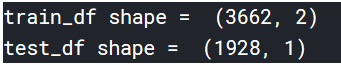 train_df shape =  (3662, 2)
test_df shape =  (1928, 1)